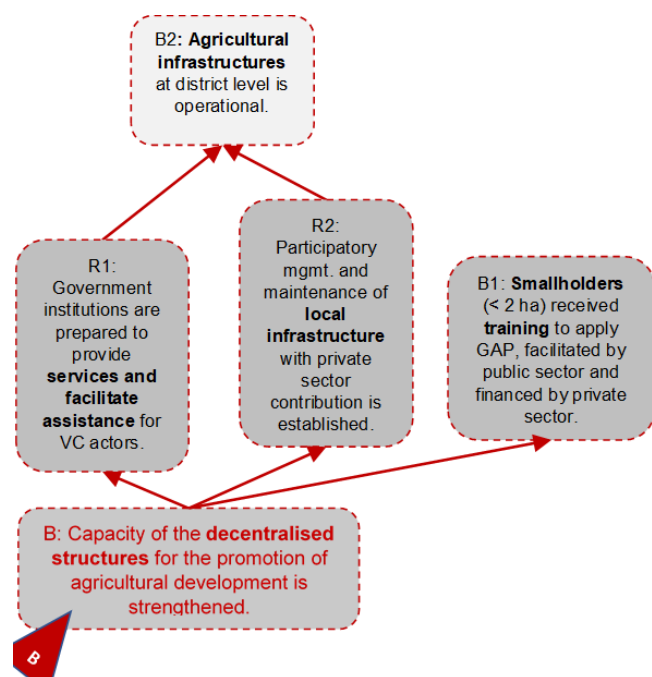 B2: Agricultural
infrastructures
at district level is
operational.
R1:
Government
institutions are
prepared to
provide
services and
facilitate
assistance for
VC actors.
R2:
Participatory
mgmt. and
maintenance of
local
infrastructure
with private
sector
contribution is
established.
B1: Smallholders
(< 2 ha) received
training to apply
GAP, facilitated by
public sector and
financed by private
sector.
B: Capacity of the decentralised
structures for the promotion of
agricultural development is
strengthened.
B